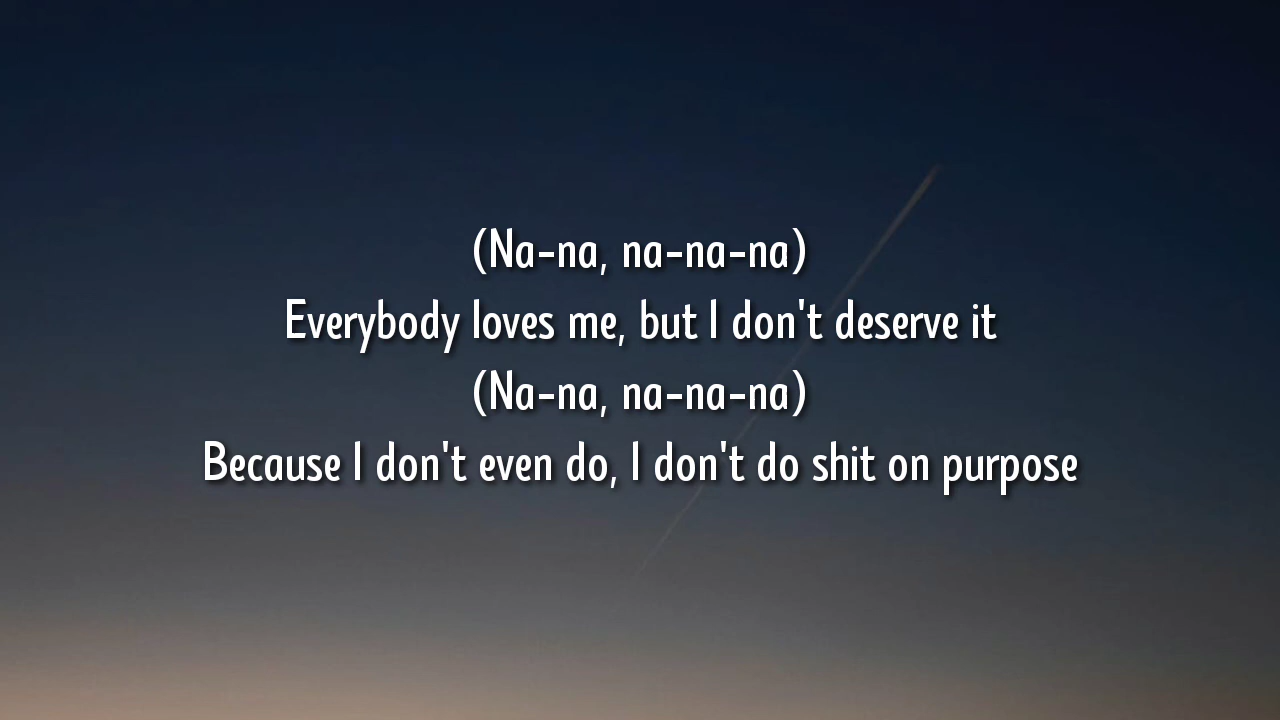 (Na-na, na-na-na)
Everybody loves me, but I don't deserve it
(Na-na, na-na-na)
Because I don't even do, I don't do shit on purpose